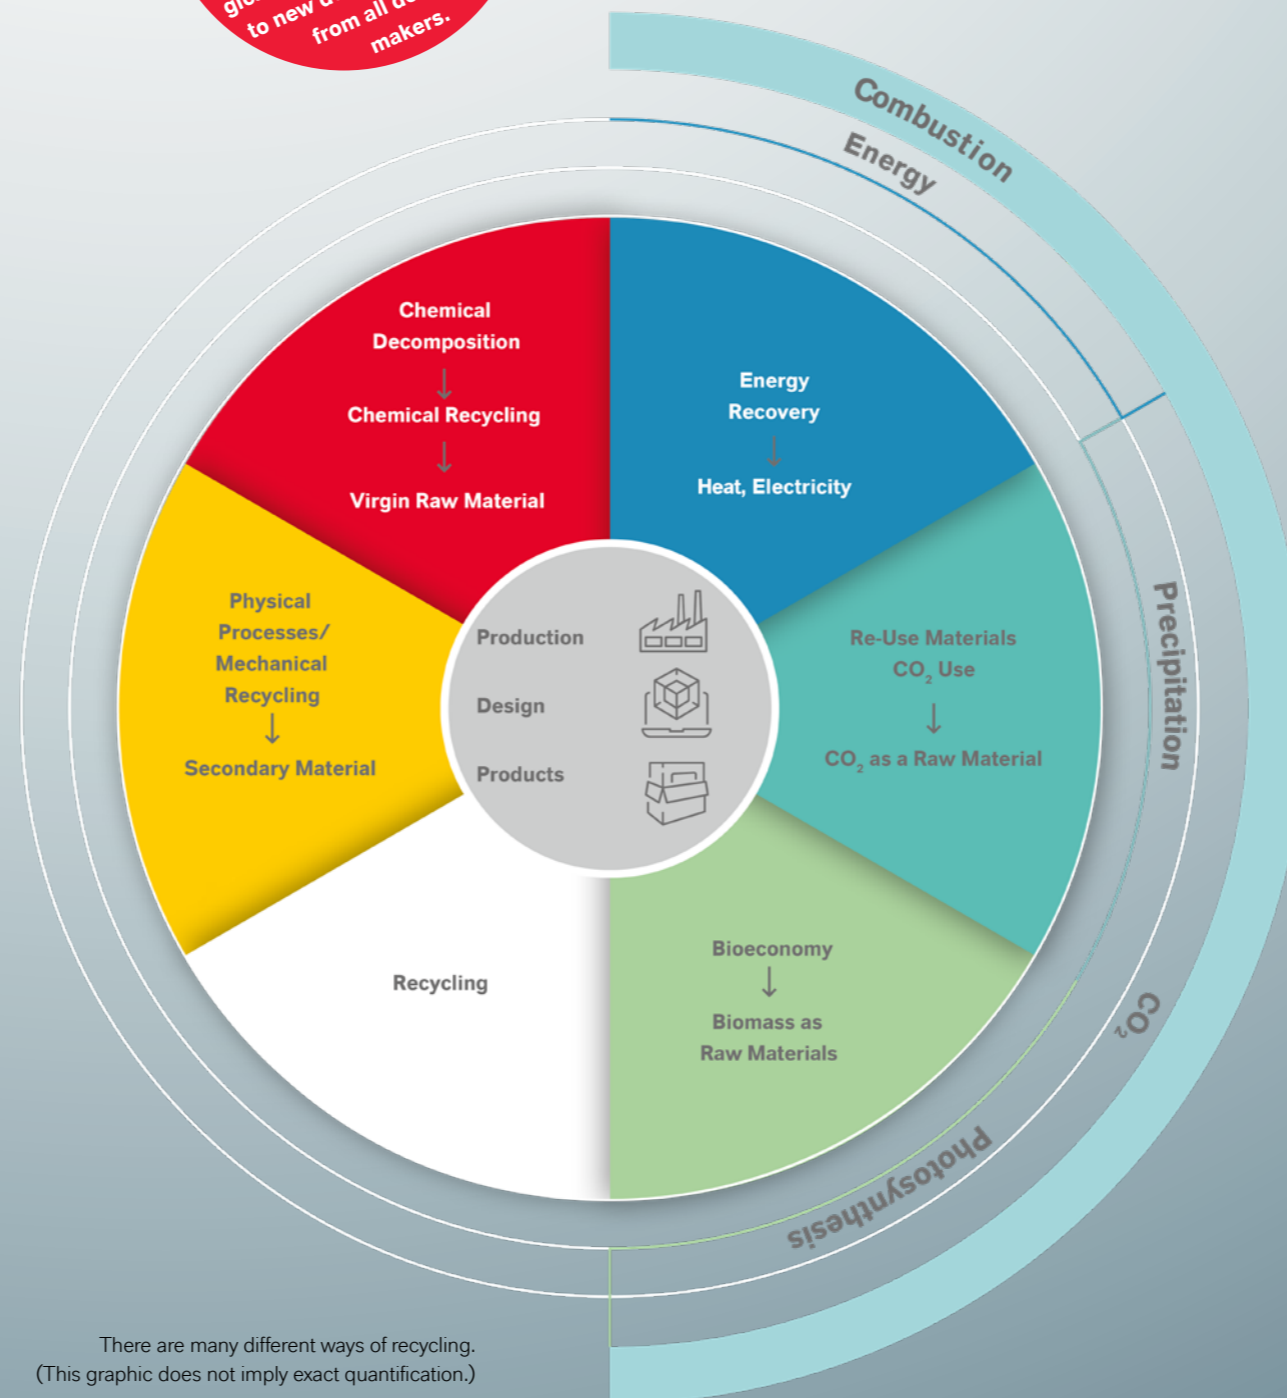 to new
from all
makers.
Combustion
Energy
Chemical
Decomposition
↓
Chemical Recycling
↓
Virgin Raw Material
Energy
Recovery
↓
Heat, Electricity
Physical
Processes/
Mechanical
Recycling
↓
Secondary Material
Production
Design
Products
Re-Use Materials
CO₂ Use
↓
CO₂ as a Raw Material
Precipitation
CO₂
Recycling
Bioeconomy
↓
Biomass as
Raw Materials
Photosynthesis
There are many different ways of recycling.
(This graphic does not imply exact quantification.)